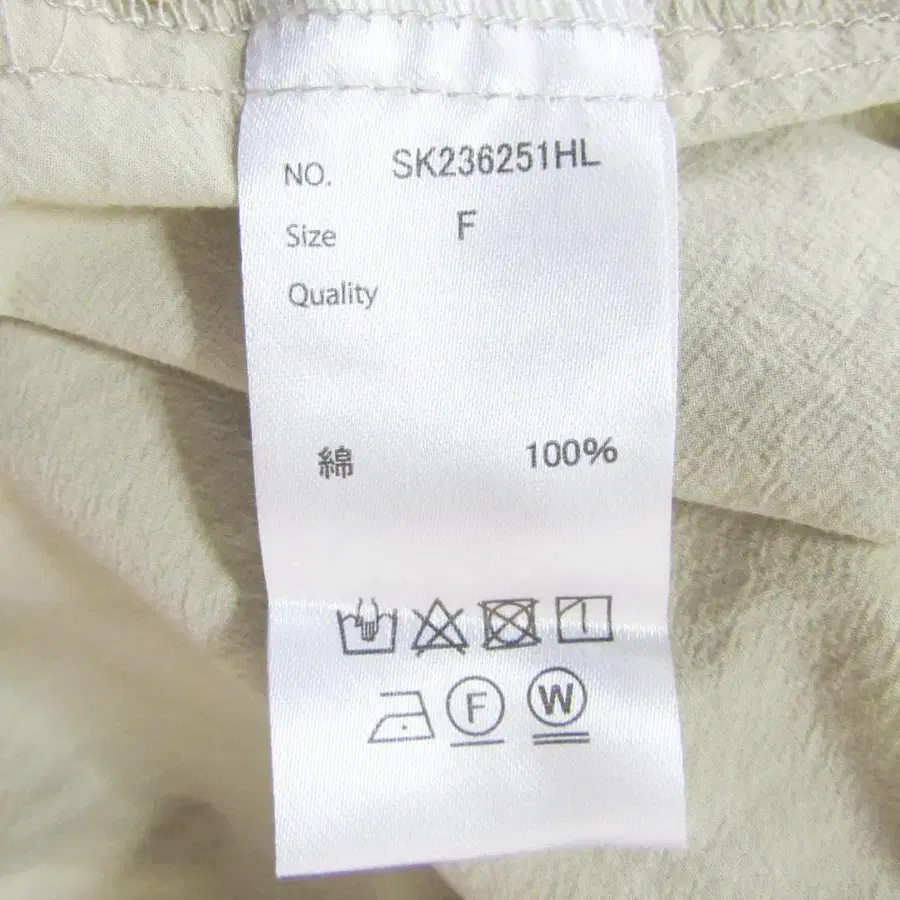 NO. SK236251HL
Size F
Quality
綿 100%
F W